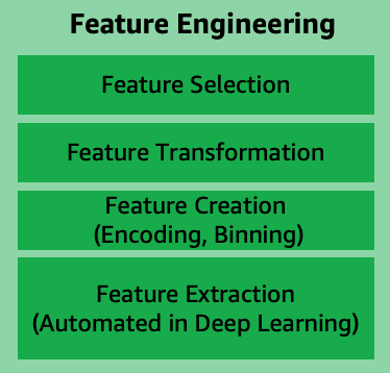 Feature Engineering
Feature Selection
Feature Transformation
Feature Creation
(Encoding, Binning)
Feature Extraction
(Automated in Deep Learning)